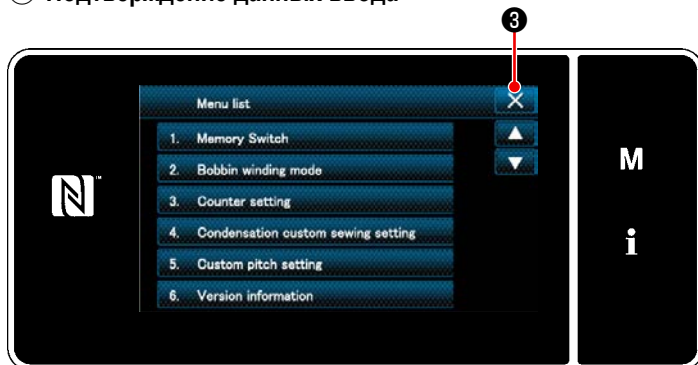 Подтверждение данных ввода
❸
Menu list
1. Memory Switch
2. Bobbin winding mode
3. Counter setting
4. Condensation custom sewing setting
5. Custom pitch setting
6. Version information
M
i